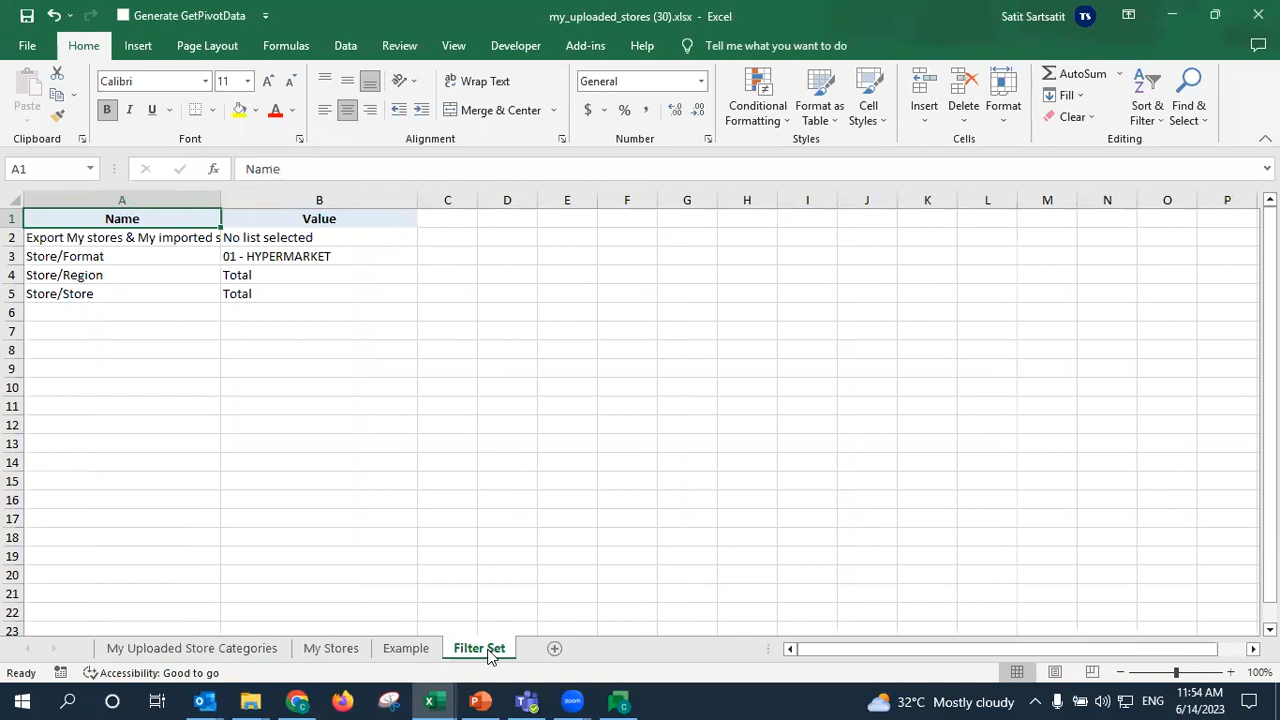 Generate GetPivotData
my_uploaded_stores (30).xlsx - Excel
Satit Sartsatit
TS
File Home Insert Page Layout Formulas Data Review View Developer Add-ins Help Tell me what you want to do
Paste
Calibri 11
B I U
Wrap Text
Merge & Center
General
$ % ,
Conditional Formatting
Format as Table
Cell Styles
Insert
Delete
Format
AutoSum
Fill
Clear
Sort & Filter
Find & Select
Clipboard Font Alignment Number Styles Cells Editing
A1 fx Name
A B C D E F G H I J K L M N O P
1 Name Value
2 Export My stores & My imported s No list selected
3 Store/Format 01 - HYPERMARKET
4 Store/Region Total
5 Store/Store Total
6
7
8
9
10
11
12
13
14
15
16
17
18
19
20
21
22
23
My Uploaded Store Categories My Stores Example Filter Set
Ready Accessibility: Good to go 100%
32°C Mostly cloudy ENG 11:54 AM
6/14/2023